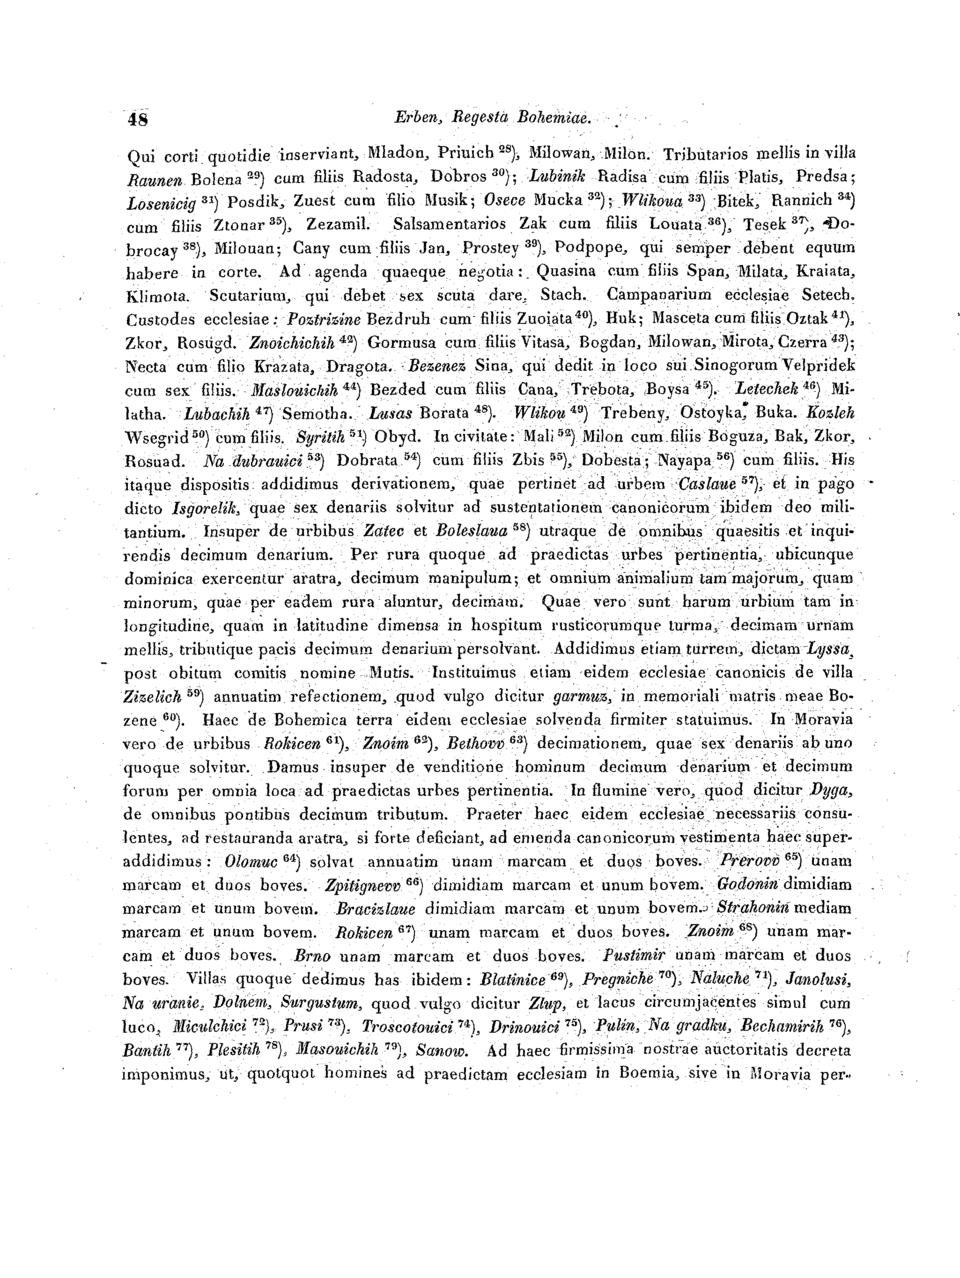 48 Erben, Regesta Bohemiae.
Qui corti quotidie inserviant, Mladon, Priuich ²⁸), Milowan, Milon. Tributarios mellis in villa
Raunen Bolena ²⁹) cum filiis Radosta, Dobros ³⁰); Lubinik Radisa cum filiis Platis, Predsa;
Losenicig ³¹) Posdik, Zuest cum filio Musik; Osece Mucka ³²); Wlikoua ³³) Bitek, Rannich ³⁴)
cum filiis Ztonar ³⁵), Zezamil. Salsamentarios Zak cum filiis Louata ³⁶), Tesek ³⁷), Do-
brocay ³⁸), Milouan; Cany cum filiis Jan, Prostey ³⁹), Podpope, qui semper debent equum
habere in corte. Ad agenda quaeque negotia: Quasina cum filiis Span, Milata, Kraiata,
Klimota. Scutarium, qui debet sex scuta dare, Stach. Campanarium ecclesiae Setech.
Custodes ecclesiae: Poztrizine Bezdruh cum filiis Zuoiata ⁴⁰), Huk; Masceta cum filiis Oztak ⁴¹),
Zkor, Rosugd. Znoichichih ⁴²) Gormusa cum filiis Vitasa, Bogdan, Milowan, Mirota, Czerra ⁴³);
Necta cum filio Krazata, Dragota. Bezenez Sina, qui dedit in loco sui Sinogorum Velpridek
cum sex filiis. Maslouichih ⁴⁴) Bezded cum filiis Cana, Trebota, Boysa ⁴⁵). Letechek ⁴⁶) Mi-
latha. Lubachih ⁴⁷) Semotha. Lusas Borata ⁴⁸). Wlikou ⁴⁹) Trebeny, Ostoyka, Buka. Kozleh
Wsegrid ⁵⁰) cum filiis. Syritih ⁵¹) Obyd. In civitate: Mali ⁵²) Milon cum filiis Boguza, Bak, Zkor,
Rosuad. Na dubrauici ⁵³) Dobrata ⁵⁴) cum filiis Zbis ⁵⁵), Dobesta; Nayapa ⁵⁶) cum filiis. His
itaque dispositis addidimus derivationem, quae pertinet ad urbem Caslaue ⁵⁷), et in pago
dicto Isgorelik, quae sex denariis solvitur ad sustentationem canonicorum ibidem deo mili-
tantium. Insuper de urbibus Zatec et Boleslaua ⁵⁸) utraque de omnibus quaesitis et inqui-
rendis decimum denarium. Per rura quoque ad praedictas urbes pertinentia, ubicunque
dominica exercentur aratra, decimum manipulum; et omnium animalium tam majorum, quam
minorum, quae per eadem rura aluntur, decimam. Quae vero sunt harum urbium tam in
longitudine, quam in latitudine dimensa in hospitum rusticorumque turma, decimam urnam
mellis, tributique pacis decimum denarium persolvant. Addidimus etiam turrem, dictam Lyssa,
post obitum comitis nomine Mutis. Instituimus etiam eidem ecclesiae canonicis de villa
Zizelich ⁵⁹) annuatim refectionem, quod vulgo dicitur garmuz, in memoriali matris meae Bo-
zene ⁶⁰). Haec de Bohemica terra eidem ecclesiae solvenda firmiter statuimus. In Moravia
vero de urbibus Rokicen ⁶¹), Znoim ⁶²), Bethovv ⁶³) decimationem, quae sex denariis ab uno
quoque solvitur. Damus insuper de venditione hominum decimum denarium et decimum
forum per omnia loca ad praedictas urbes pertinentia. In flumine vero, quod dicitur Dyga,
de omnibus pontibus decimum tributum. Praeter haec eidem ecclesiae necessariis consu-
lentes, ad restauranda aratra, si forte deficiant, ad emenda canonicorum vestimenta haec super-
addidimus: Olomuc ⁶⁴) solvat annuatim unam marcam et duos boves. Prerovv ⁶⁵) unam
marcam et duos boves. Zpitignevv ⁶⁶) dimidiam marcam et unum bovem. Godonin dimidiam
marcam et unum bovem. Bracizlaue dimidiam marcam et unum bovem. Strahonin mediam
marcam et unum bovem. Rokicen ⁶⁷) unam marcam et duos boves. Znoim ⁶⁸) unam mar-
cam et duos boves. Brno unam marcam et duos boves. Pustimir unam marcam et duos
boves. Villas quoque dedimus has ibidem: Blatinice ⁶⁹), Pregniche ⁷⁰), Naluche ⁷¹), Janolusi,
Na uranie, Dolnem, Surgustum, quod vulgo dicitur Zlup, et lacus circumjacentes simul cum
luco, Miculchici ⁷²), Prusi ⁷³), Troscotouici ⁷⁴), Drinouici ⁷⁵), Pulin, Na gradku, Bechamirih ⁷⁶),
Bantih ⁷⁷), Plesitih ⁷⁸), Masouichih ⁷⁹), Sanow. Ad haec firmissima nostrae auctoritatis decreta
imponimus, ut, quotquot homines ad praedictam ecclesiam in Boemia, sive in Moravia per-